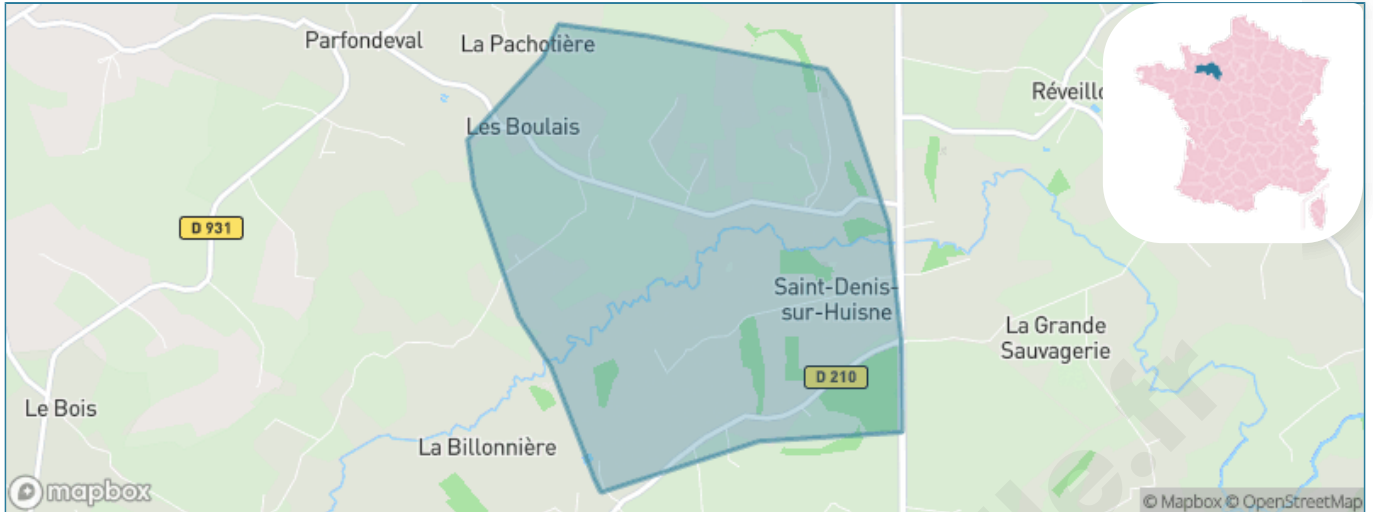 Parfondeval
La Pachotière
Réveillo
Les Boulais
D 931
Saint-Denis-
sur-Huisne
La Grande
Sauvagerie
D 210
Le Bois
La Billonnière
mapbox
© Mapbox © OpenStreetMap